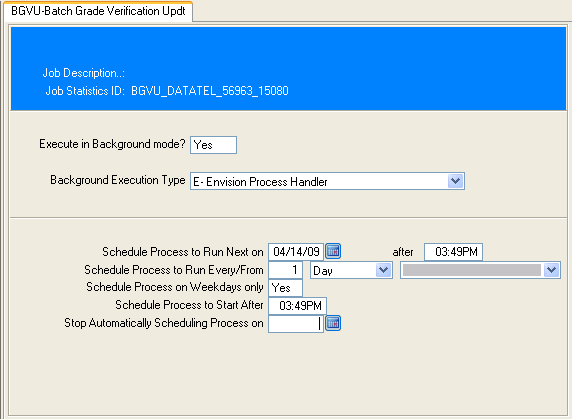 BGVU-Batch Grade Verification Updt
Job Description..:
Job Statistics ID: BGVU_DATATEL_56963_15080
Execute in Background mode? Yes
Background Execution Type E- Envision Process Handler
Schedule Process to Run Next on 04/14/09 after 03:49PM
Schedule Process to Run Every/From 1 Day
Schedule Process on Weekdays only Yes
Schedule Process to Start After 03:49PM
Stop Automatically Scheduling Process on